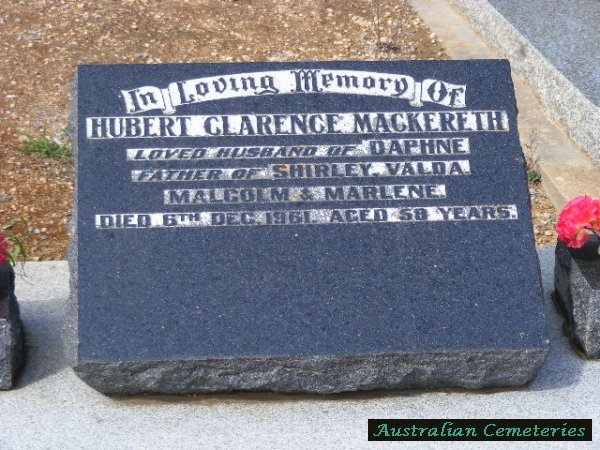 In Loving Memory Of
HUBERT CLARENCE MACKERETH
LOVED HUSBAND OF DAPHNE
FATHER OF SHIRLEY, VALDA,
MALCOLM & MARLENE.
DIED 6TH DEC. 1961. AGED 58 YEARS.
Australian Cemeteries